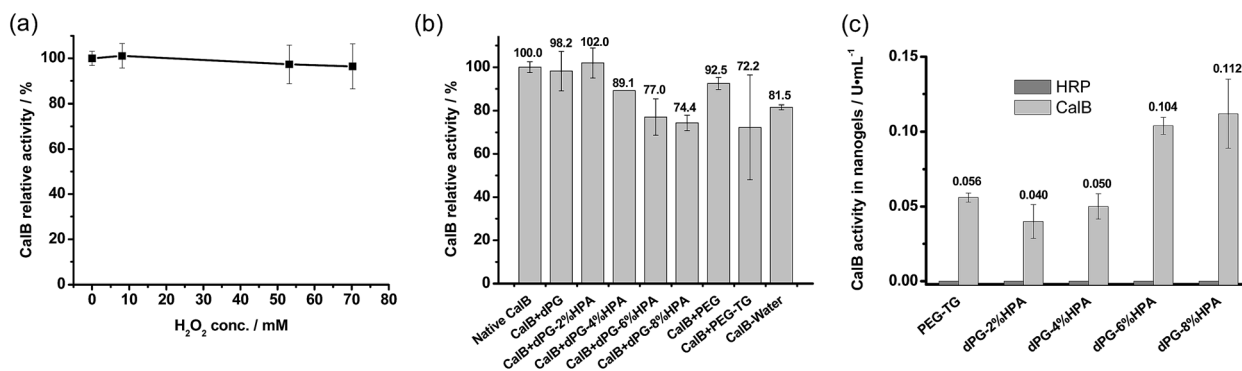 (a)
CalB relative activity / %
120
100
80
60
40
20
0
0 10 20 30 40 50 60 70 80
H₂O₂ conc. / mM
(b)
CalB relative activity / %
100
80
60
40
20
0
100.0
98.2
102.0
89.1
77.0
74.4
92.5
72.2
81.5
Native CalB
CalB+dPG
CalB+dPG-2%HPA
CalB+dPG-4%HPA
CalB+dPG-6%HPA
CalB+dPG-8%HPA
CalB+PEG
CalB+PEG-TG
CalB-Water
(c)
CalB activity in nanogels / U•mL⁻¹
0.15
0.10
0.05
0.00
HRP
CalB
0.056
0.040
0.050
0.104
0.112
PEG-TG
dPG-2%HPA
dPG-4%HPA
dPG-6%HPA
dPG-8%HPA